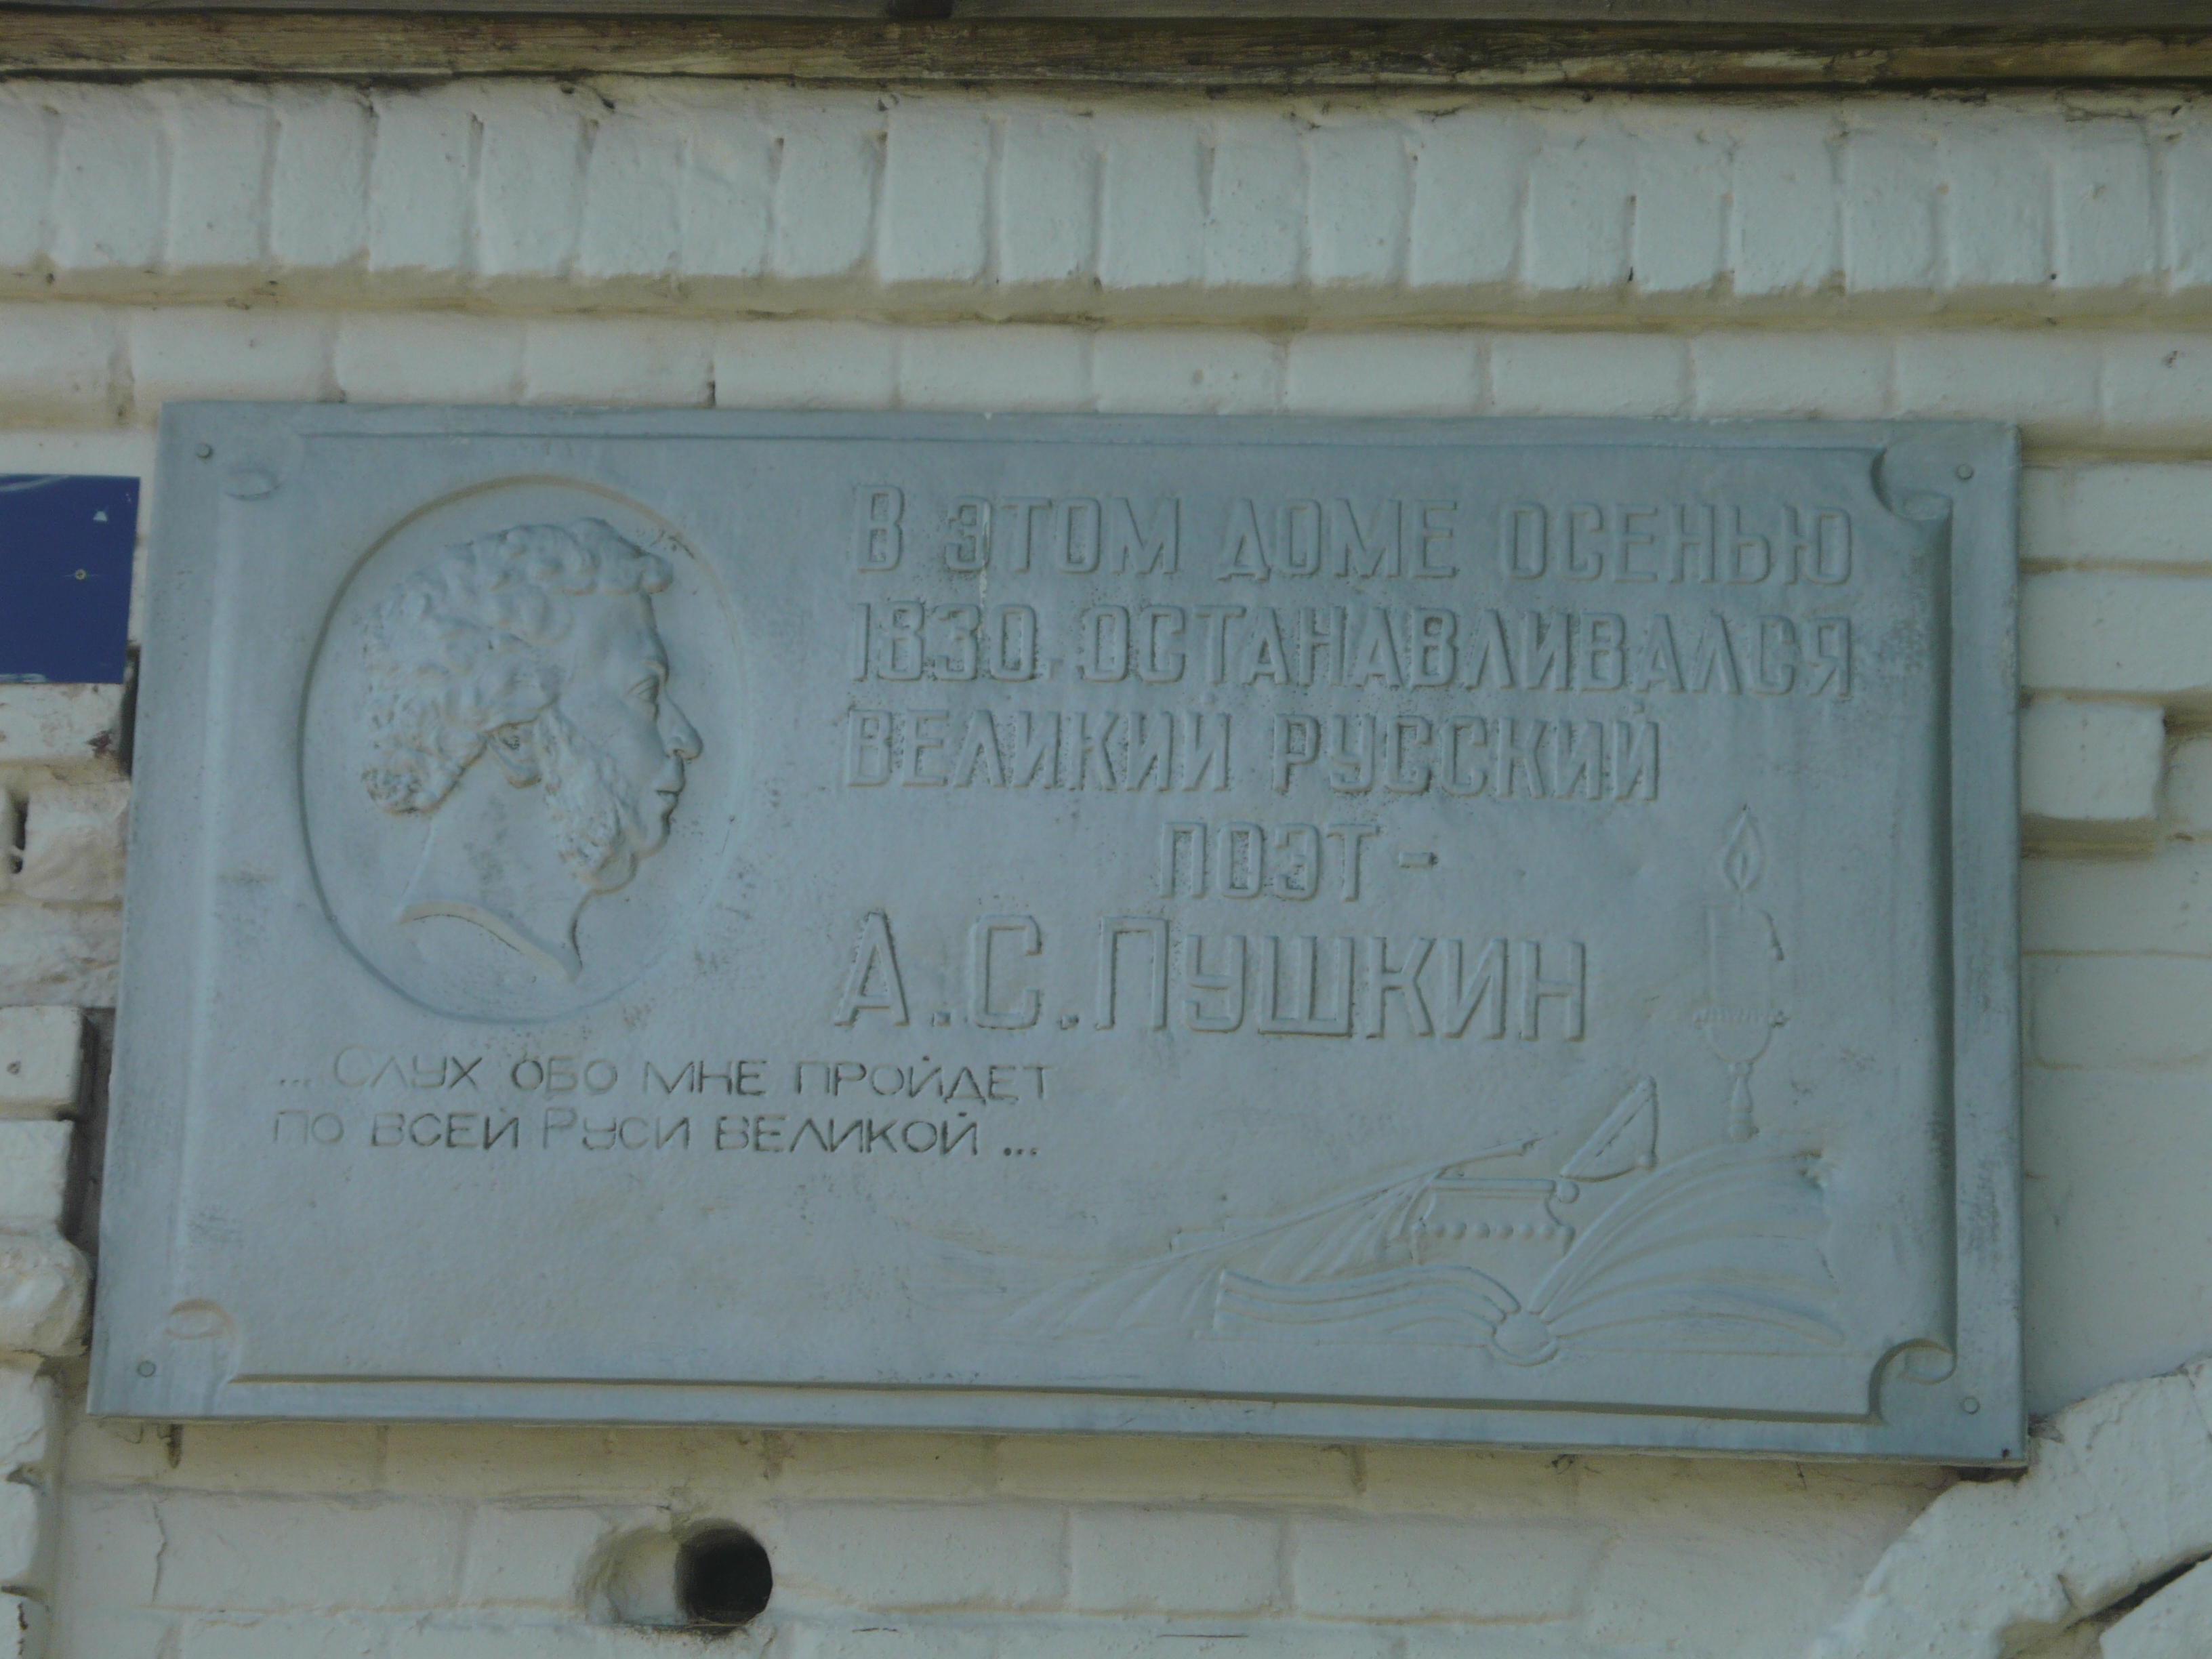 В ЭТОМ ДОМЕ ОСЕНЬЮ
1830 ОСТАНАВЛИВАЛСЯ
ВЕЛИКИЙ РУССКИЙ
ПОЭТ -
А.С.ПУШКИН
... СЛУХ ОБО МНЕ ПРОЙДЕТ
ПО ВСЕЙ РУСИ ВЕЛИКОЙ ...